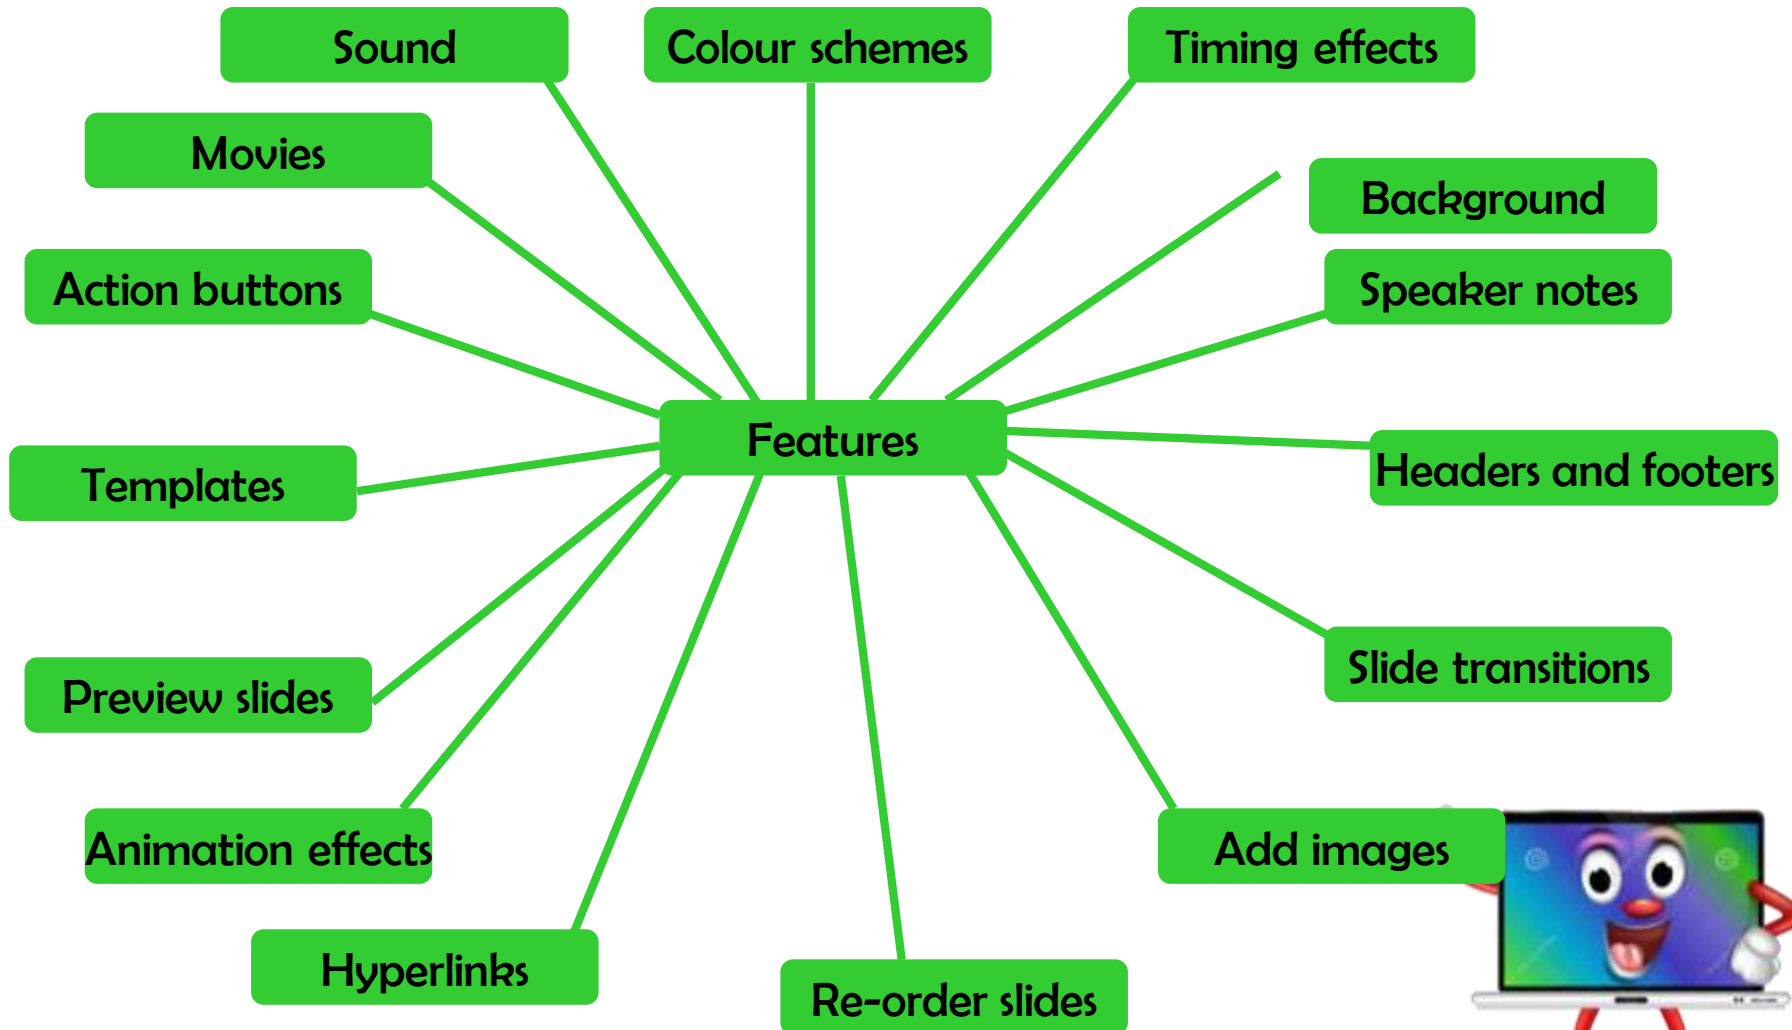 Sound
Colour schemes
Timing effects
Movies
Background
Action buttons
Speaker notes
Features
Headers and footers
Templates
Slide transitions
Preview slides
Animation effects
Add images
Hyperlinks
Re-order slides